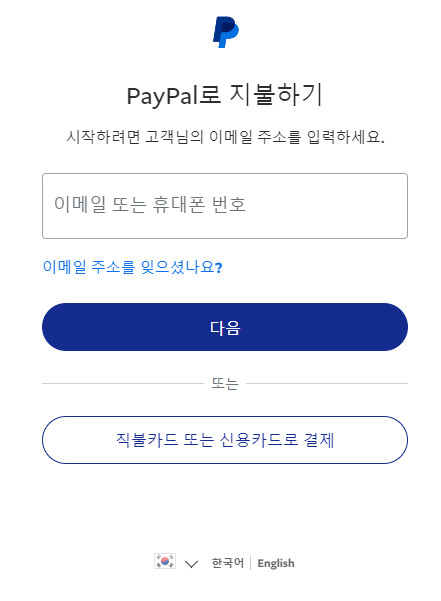 PayPal로 지불하기
시작하려면 고객님의 이메일 주소를 입력하세요.
이메일 또는 휴대폰 번호
이메일 주소를 잊으셨나요?
다음
또는
직불카드 또는 신용카드로 결제
한국어 English